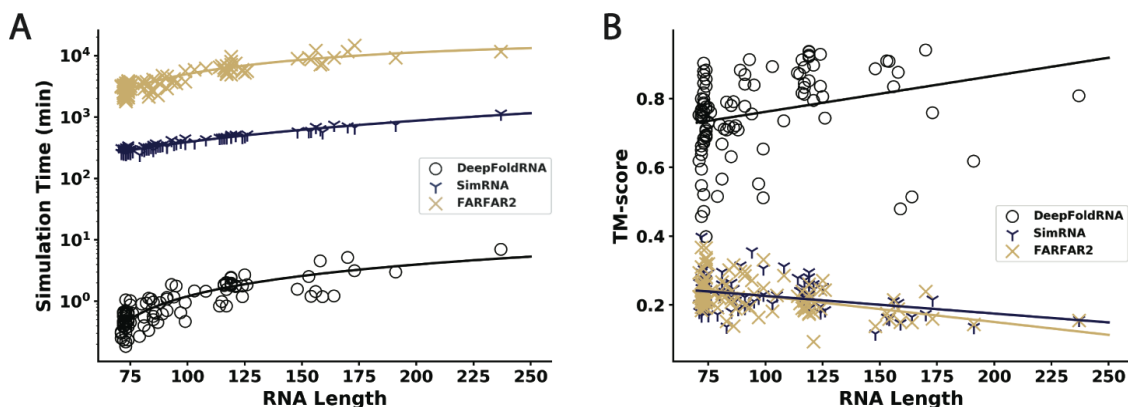 A
Simulation Time (min)
10⁴
10³
10²
10¹
10⁰
DeepFoldRNA
SimRNA
FARFAR2
75 100 125 150 175 200 225 250
RNA Length
B
TM-score
0.8
0.6
0.4
0.2
DeepFoldRNA
SimRNA
FARFAR2
75 100 125 150 175 200 225 250
RNA Length